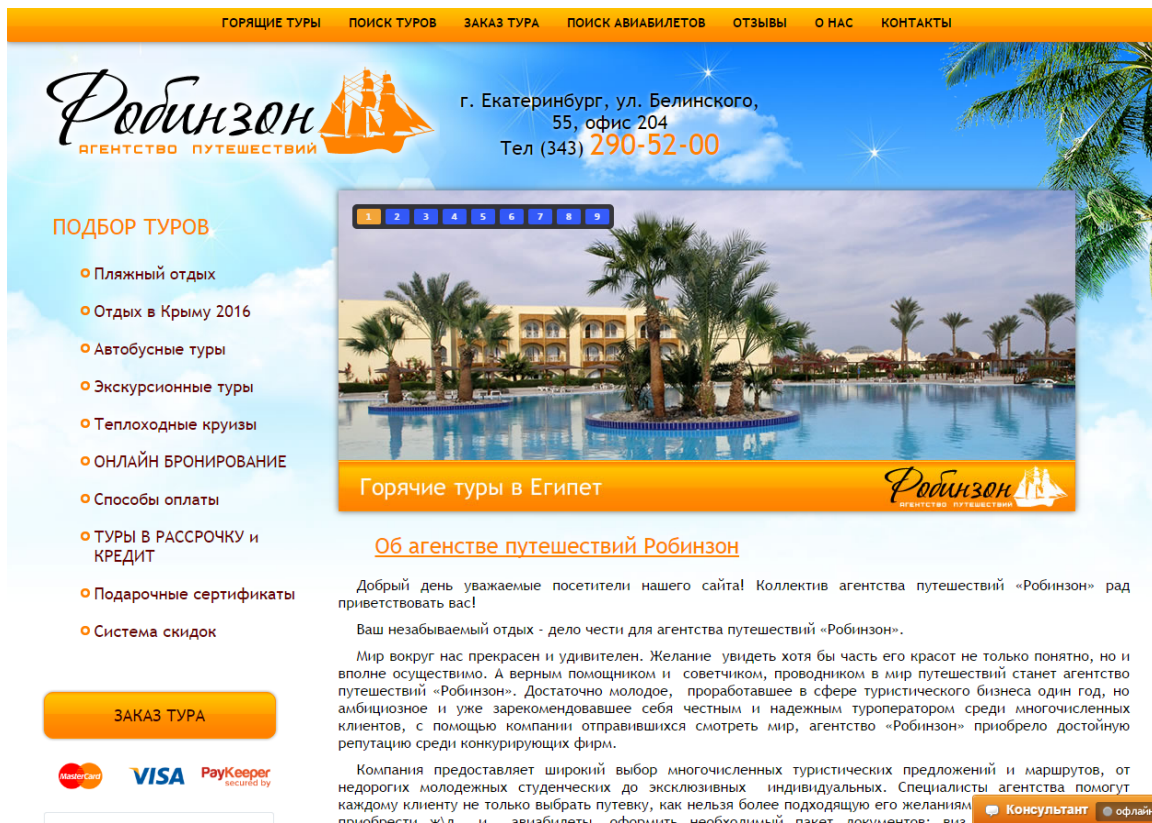 ГОРЯЩИЕ ТУРЫ ПОИСК ТУРОВ ЗАКАЗ ТУРА ПОИСК АВИАБИЛЕТОВ ОТЗЫВЫ О НАС КОНТАКТЫ
Робинзон
АГЕНТСТВО ПУТЕШЕСТВИЙ
г. Екатеринбург, ул. Белинского,
55, офис 204
Тел (343) 290-52-00
ПОДБОР ТУРОВ
Пляжный отдых
Отдых в Крыму 2016
Автобусные туры
Экскурсионные туры
Теплоходные круизы
ОНЛАЙН БРОНИРОВАНИЕ
Способы оплаты
ТУРЫ В РАССРОЧКУ и
КРЕДИТ
Подарочные сертификаты
Система скидок
ЗАКАЗ ТУРА
MasterCard VISA PayKeeper
secured by
1 2 3 4 5 6 7 8 9
Горячие туры в Египет
Робинзон
АГЕНТСТВО ПУТЕШЕСТВИЙ
Об агенстве путешествий Робинзон
Добрый день уважаемые посетители нашего сайта! Коллектив агентства путешествий «Робинзон» рад
приветствовать вас!
Ваш незабываемый отдых - дело чести для агентства путешествий «Робинзон».
Мир вокруг нас прекрасен и удивителен. Желание увидеть хотя бы часть его красот не только понятно, но и
вполне осуществимо. А верным помощником и советчиком, проводником в мир путешествий станет агентство
путешествий «Робинзон». Достаточно молодое, проработавшее в сфере туристического бизнеса один год, но
амбициозное и уже зарекомендовавшее себя честным и надежным туроператором среди многочисленных
клиентов, с помощью компании отправившихся смотреть мир, агентство «Робинзон» приобрело достойную
репутацию среди конкурирующих фирм.
Компания предоставляет широкий выбор многочисленных туристических предложений и маршрутов, от
недорогих молодежных студенческих до эксклюзивных индивидуальных. Специалисты агентства помогут
каждому клиенту не только выбрать путевку, как нельзя более подходящую его желаниям
приобрести ж\д и авиабилеты, оформить необходимый пакет документов: виз
Консультант офлайн